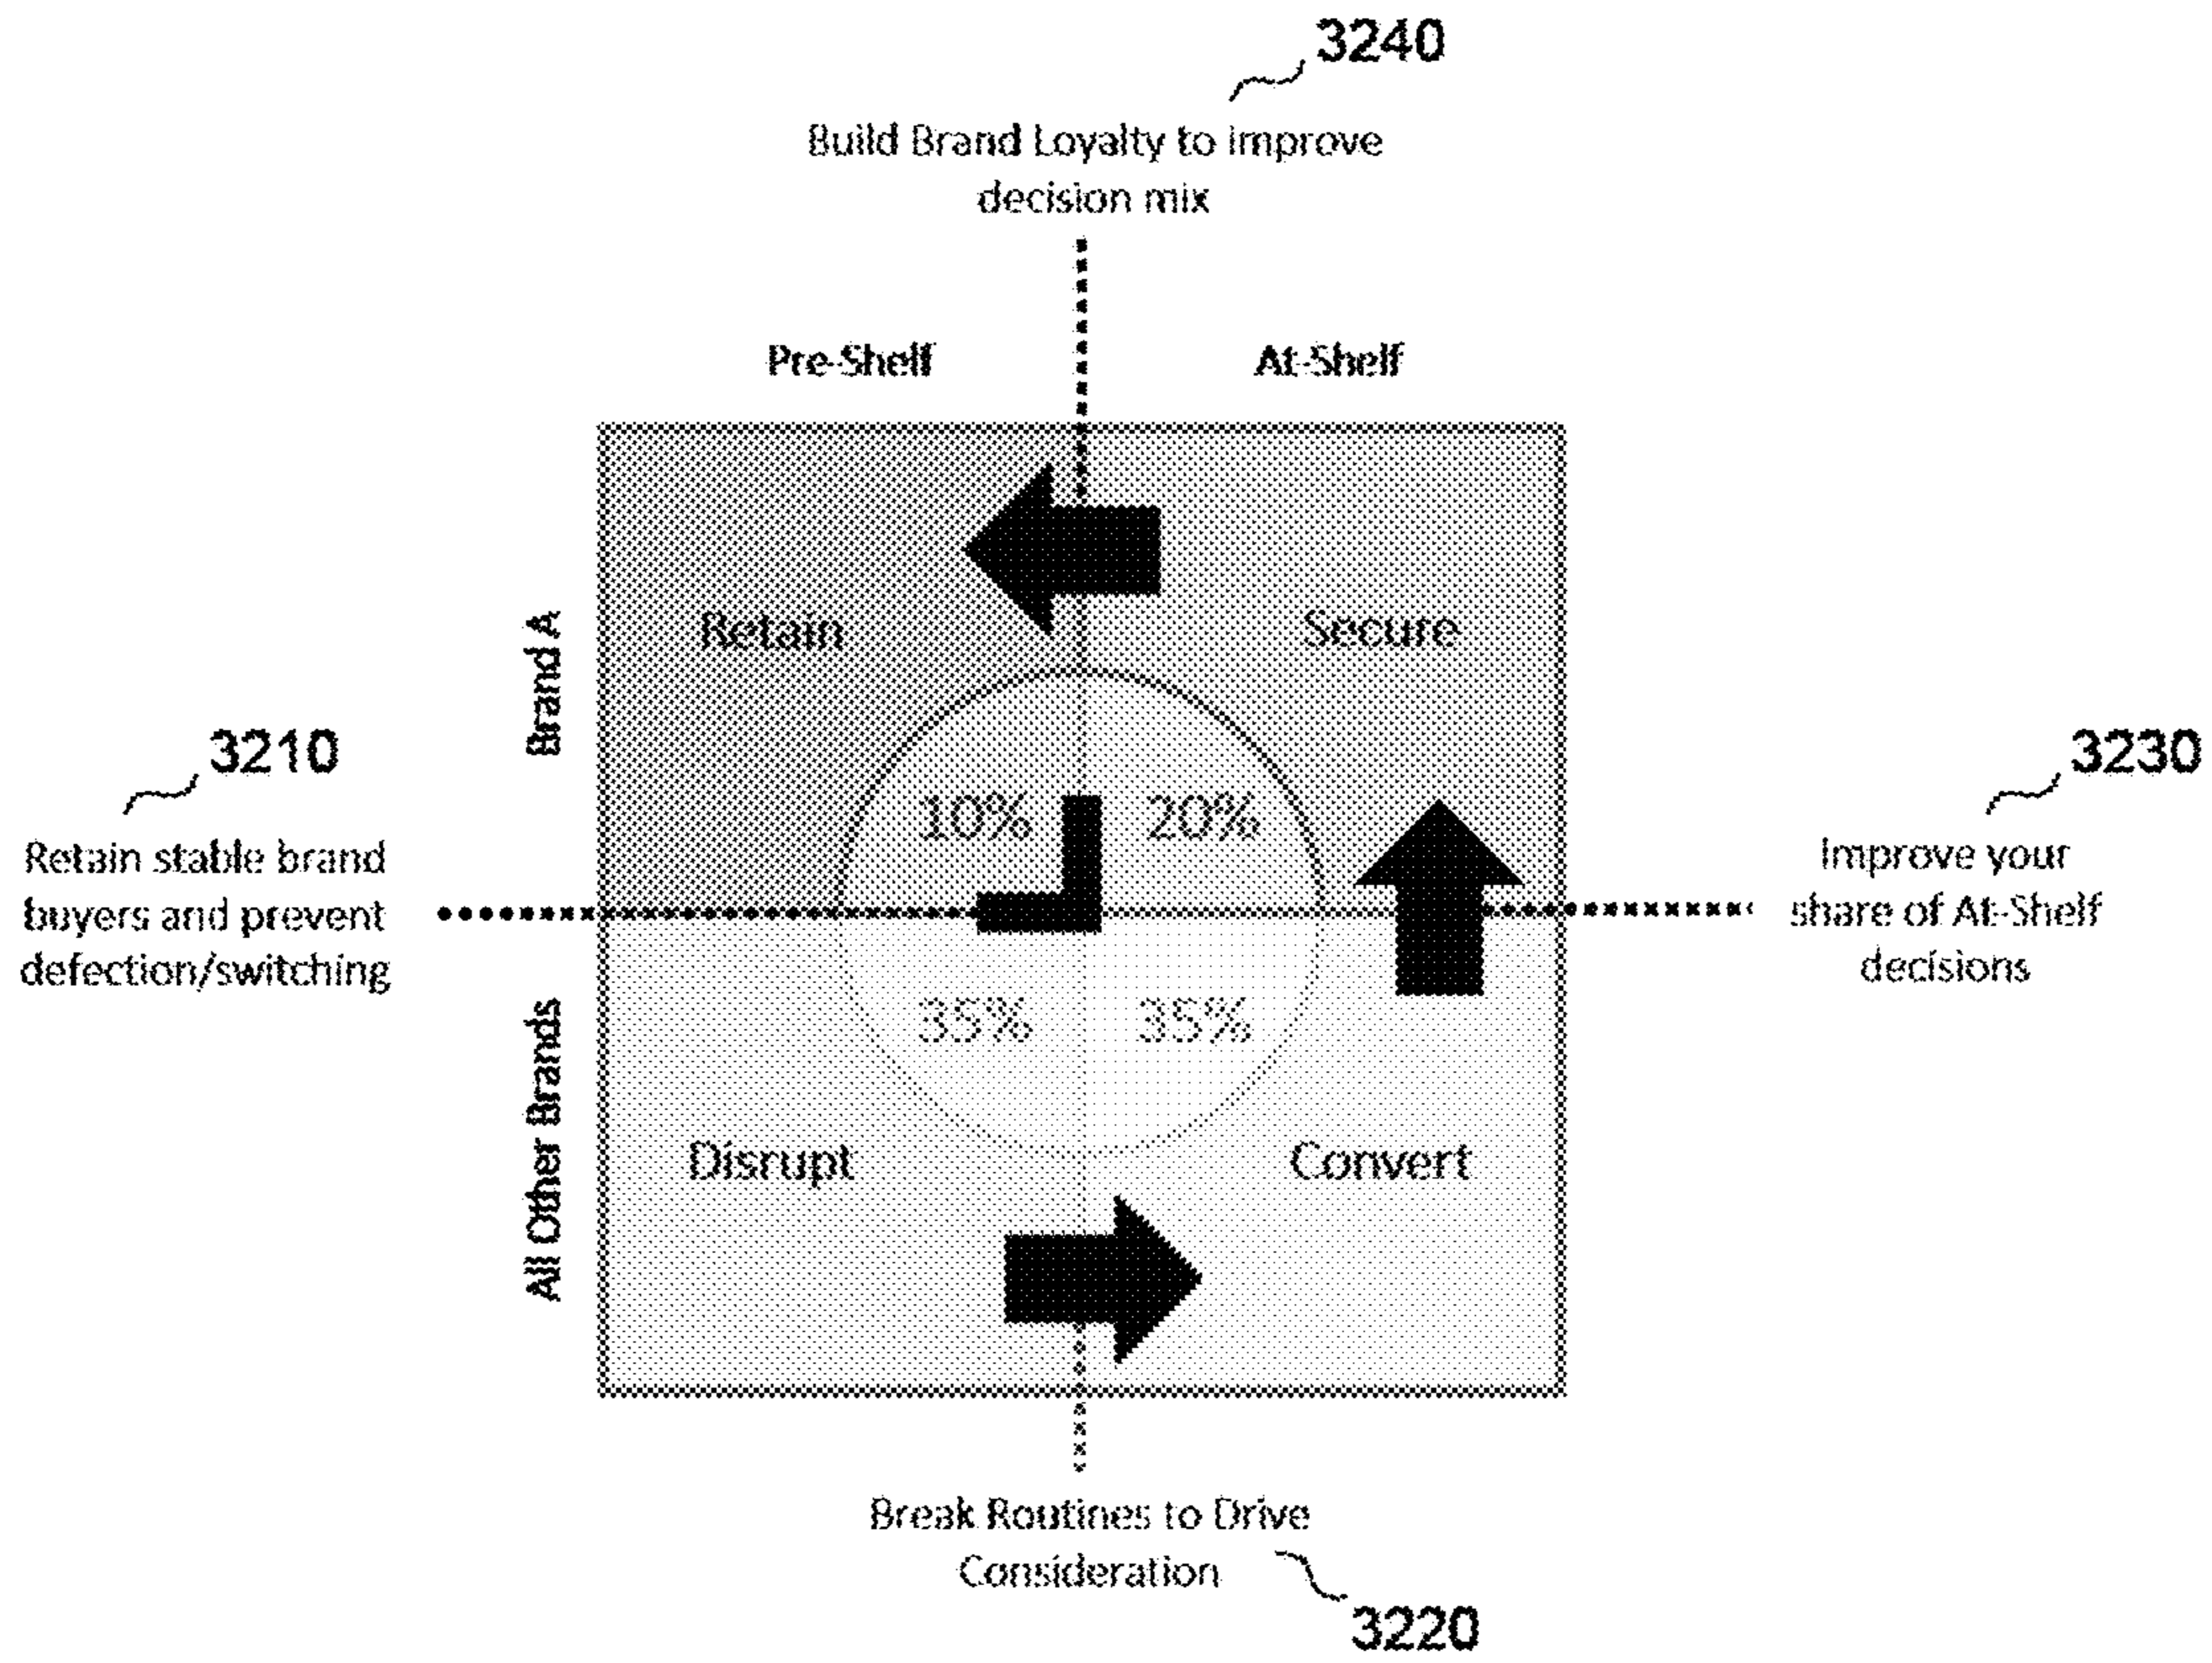 3240
Build Brand Loyalty to improve
decision mix
Pre-Shelf
At-Shelf
Brand A
Retain
Secure
3210
Retain stable brand
buyers and prevent
defection/switching
10%
20%
3230
Improve your
share of At-Shelf
decisions
35%
35%
All Other Brands
Disrupt
Convert
Break Routines to Drive
Consideration
3220